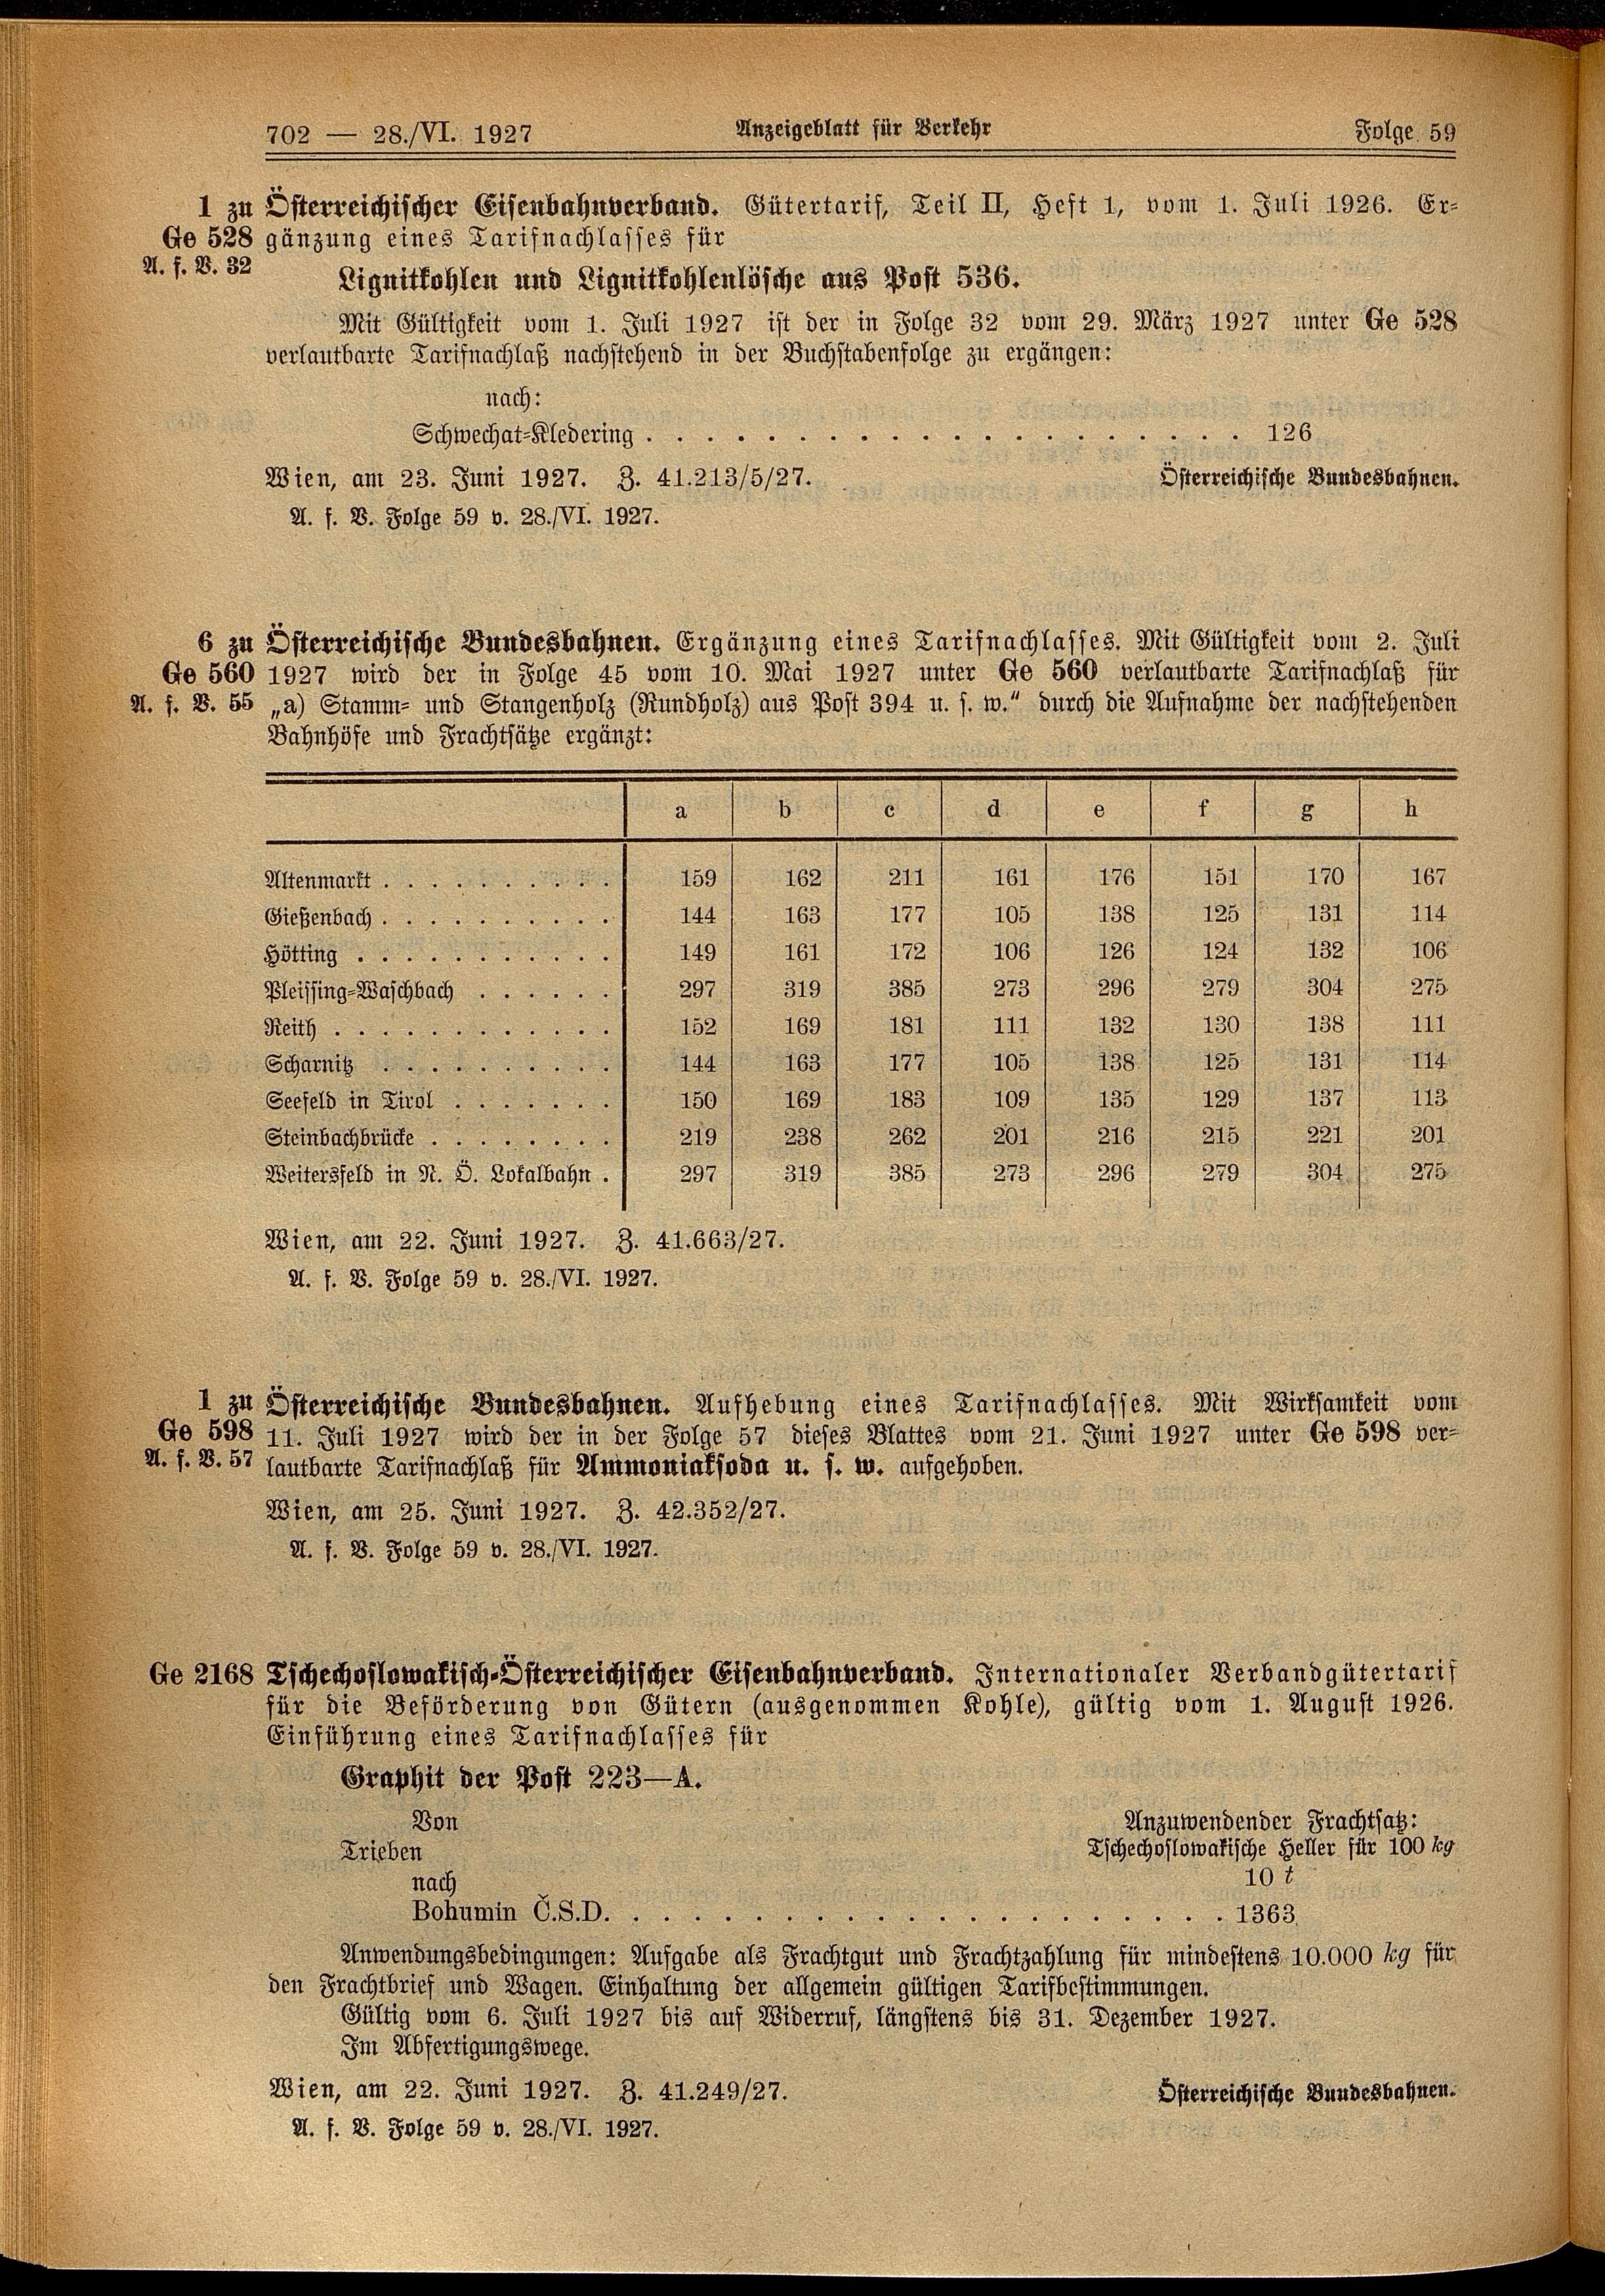 702 — 28./VI. 1927 Anzeigeblatt für Verkehr Folge 59
1 zu Österreichischer Eisenbahnverband. Gütertarif, Teil II, Heft 1, vom 1. Juli 1926. Er-
Ge 528 gänzung eines Tarifnachlasses für
A. f. V. 32
Lignitkohlen und Lignitkohlenlösche aus Post 536.
Mit Gültigkeit vom 1. Juli 1927 ist der in Folge 32 vom 29. März 1927 unter Ge 528
verlautbarte Tarifnachlaß nachstehend in der Buchstabenfolge zu ergängen:
nach:
Schwechat-Kledering . . . . . . . . . . . . . . . . . . . . 126
Wien, am 23. Juni 1927. Z. 41.213/5/27. Österreichische Bundesbahnen.
A. f. V. Folge 59 v. 28./VI. 1927.
6 zu Österreichische Bundesbahnen. Ergänzung eines Tarifnachlasses. Mit Gültigkeit vom 2. Juli
Ge 560 1927 wird der in Folge 45 vom 10. Mai 1927 unter Ge 560 verlautbarte Tarifnachlaß für
A. f. V. 55 „a) Stamm- und Stangenholz (Rundholz) aus Post 394 u. s. w.“ durch die Aufnahme der nachstehenden
Bahnhöfe und Frachtsätze ergänzt:
a b c d e f g h
Altenmarkt . . . . . . . . . . 159 162 211 161 176 151 170 167
Gießenbach . . . . . . . . . . 144 163 177 105 138 125 131 114
Hötting . . . . . . . . . . . 149 161 172 106 126 124 132 106
Pleissing-Waschbach . . . . . . 297 319 385 273 296 279 304 275
Reith . . . . . . . . . . . . 152 169 181 111 132 130 138 111
Scharnitz . . . . . . . . . . 144 163 177 105 138 125 131 114
Seefeld in Tirol . . . . . . . 150 169 183 109 135 129 137 113
Steinbachbrücke . . . . . . . . 219 238 262 201 216 215 221 201
Weitersfeld in N. Ö. Lokalbahn . 297 319 385 273 296 279 304 275
Wien, am 22. Juni 1927. Z. 41.663/27.
A. f. V. Folge 59 v. 28./VI. 1927.
1 zu Österreichische Bundesbahnen. Aufhebung eines Tarifnachlasses. Mit Wirksamkeit vom
Ge 598 11. Juli 1927 wird der in der Folge 57 dieses Blattes vom 21. Juni 1927 unter Ge 598 ver-
A. f. V. 57 lautbarte Tarifnachlaß für Ammoniaksoda u. s. w. aufgehoben.
Wien, am 25. Juni 1927. Z. 42.352/27.
A. f. V. Folge 59 v. 28./VI. 1927.
Ge 2168 Tschechoslowakisch-Österreichischer Eisenbahnverband. Internationaler Verbandgütertarif
für die Beförderung von Gütern (ausgenommen Kohle), gültig vom 1. August 1926.
Einführung eines Tarifnachlasses für
Graphit der Post 223—A.
Von Anzuwendender Frachtsatz:
Trieben Tschechoslowakische Heller für 100 kg
nach 10 t
Bohumin Č.S.D. . . . . . . . . . . . . . . . . . . . . 1363
Anwendungsbedingungen: Aufgabe als Frachtgut und Frachtzahlung für mindestens 10.000 kg für
den Frachtbrief und Wagen. Einhaltung der allgemein gültigen Tarifbestimmungen.
Gültig vom 6. Juli 1927 bis auf Widerruf, längstens bis 31. Dezember 1927.
Im Abfertigungswege.
Wien, am 22. Juni 1927. Z. 41.249/27. Österreichische Bundesbahnen.
A. f. V. Folge 59 v. 28./VI. 1927.